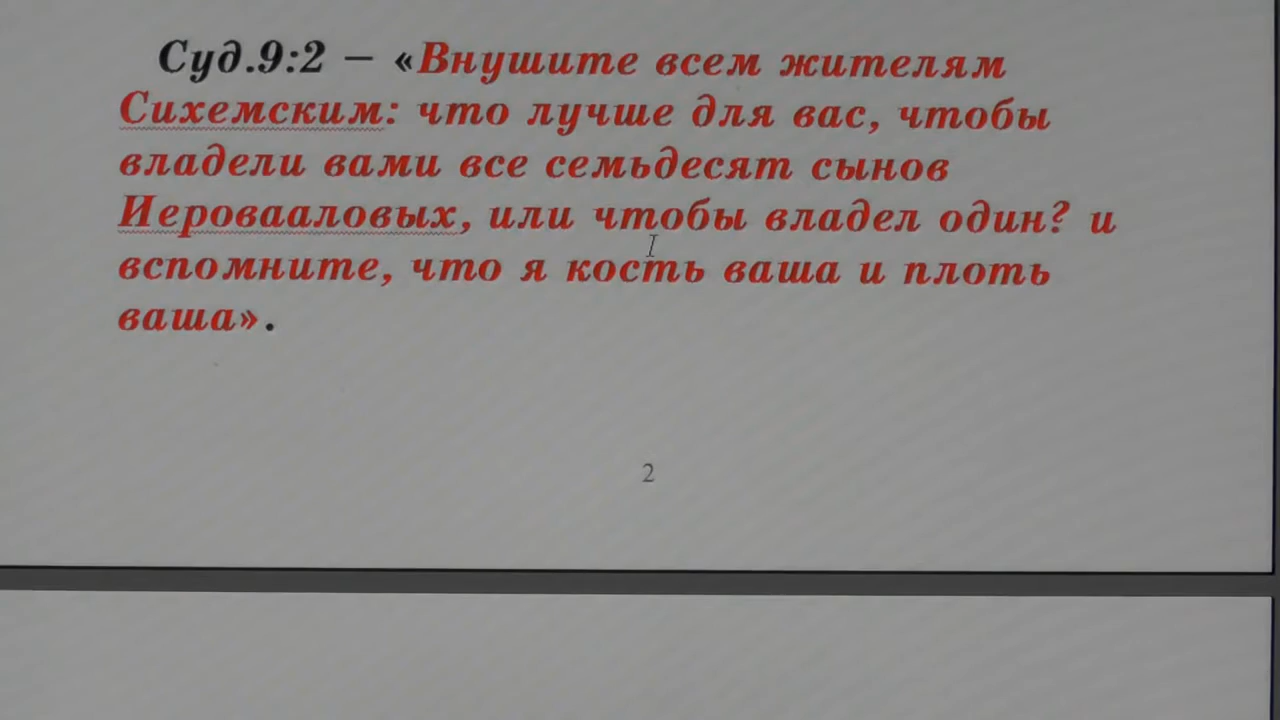 Суд.9:2 – «Внушите всем жителям
Сихемским: что лучше для вас, чтобы
владели вами все семьдесят сынов
Иеровааловых, или чтобы владел один? и
вспомните, что я кость ваша и плоть
ваша».
2